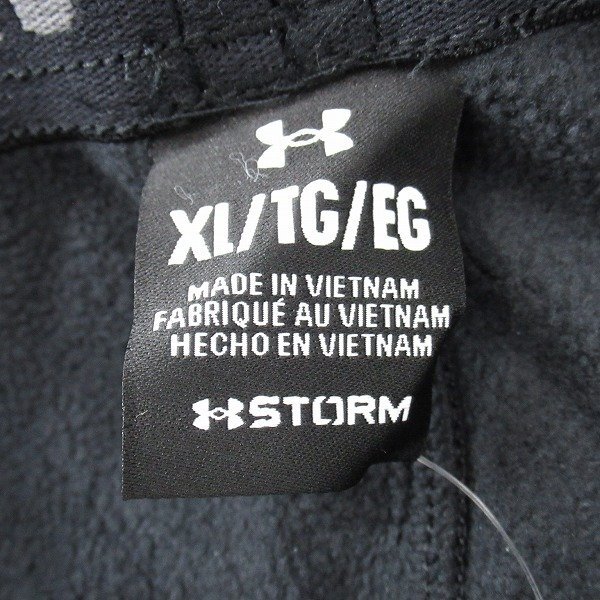 XL/TG/EG
MADE IN VIETNAM
FABRIQUÉ AU VIETNAM
HECHO EN VIETNAM
STORM